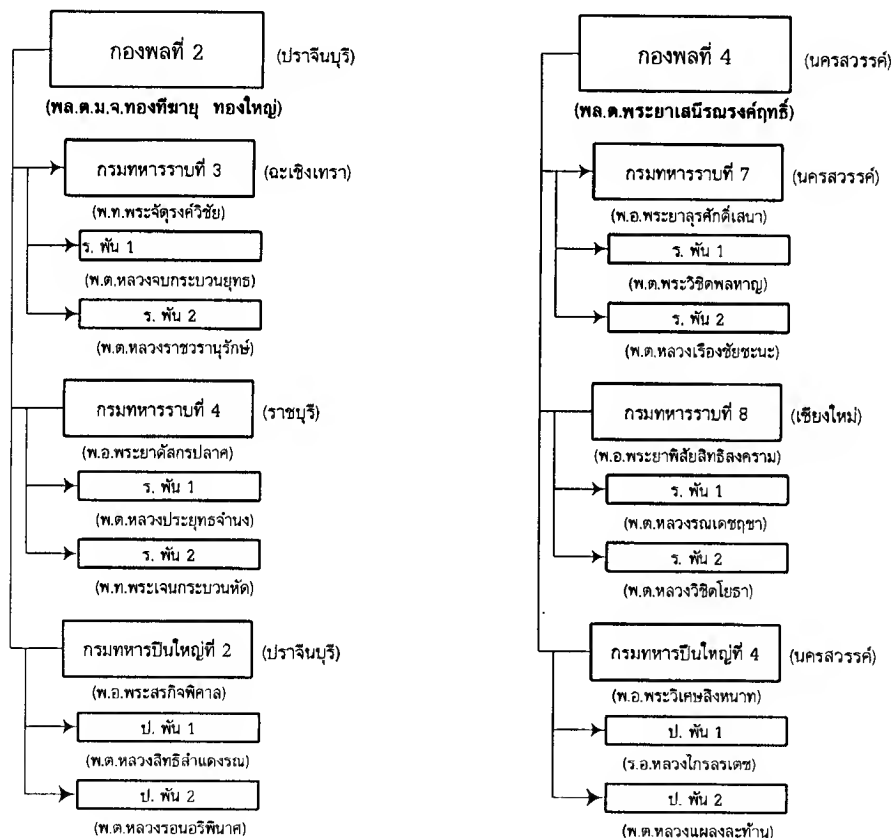 กองพลที่ 2 (ปราจีนบุรี)
(พล.ต.ม.จ.ทองทีฆายุ ทองใหญ่)
กรมทหารราบที่ 3 (ฉะเชิงเทรา)
(พ.ท.พระจัตุรงค์วิชัย)
ร. พัน 1
(พ.ต.หลวงจบกระบวนยุทธ)
ร. พัน 2
(พ.ต.หลวงราชวรานุรักษ์)
กรมทหารราบที่ 4 (ราชบุรี)
(พ.อ.พระยาดัสกรปลาศ)
ร. พัน 1
(พ.ต.หลวงประยุทธจำนง)
ร. พัน 2
(พ.ท.พระเจนกระบวนหัด)
กรมทหารปืนใหญ่ที่ 2 (ปราจีนบุรี)
(พ.อ.พระสรกิจพิศาล)
ป. พัน 1
(พ.ต.หลวงสิทธิสำแดงรณ)
ป. พัน 2
(พ.ต.หลวงรอนอริพินาศ)
กองพลที่ 4 (นครสวรรค์)
(พล.ต.พระยาเสนีรณรงค์ฤทธิ์)
กรมทหารราบที่ 7 (นครสวรรค์)
(พ.อ.พระยาสุรศักดิ์เสนา)
ร. พัน 1
(พ.ต.พระวิชิตพลหาญ)
ร. พัน 2
(พ.ต.หลวงเรืองชัยชะนะ)
กรมทหารราบที่ 8 (เชียงใหม่)
(พ.อ.พระยาพิสัยสิทธิสงคราม)
ร. พัน 1
(พ.ต.หลวงรณเดชฤชา)
ร. พัน 2
(พ.ต.หลวงวิชิตโยธา)
กรมทหารปืนใหญ่ที่ 4 (นครสวรรค์)
(พ.อ.พระวิเศษสิงหนาท)
ป. พัน 1
(ร.อ.หลวงไกรสรเดช)
ป. พัน 2
(พ.ต.หลวงแผลงสะท้าน)